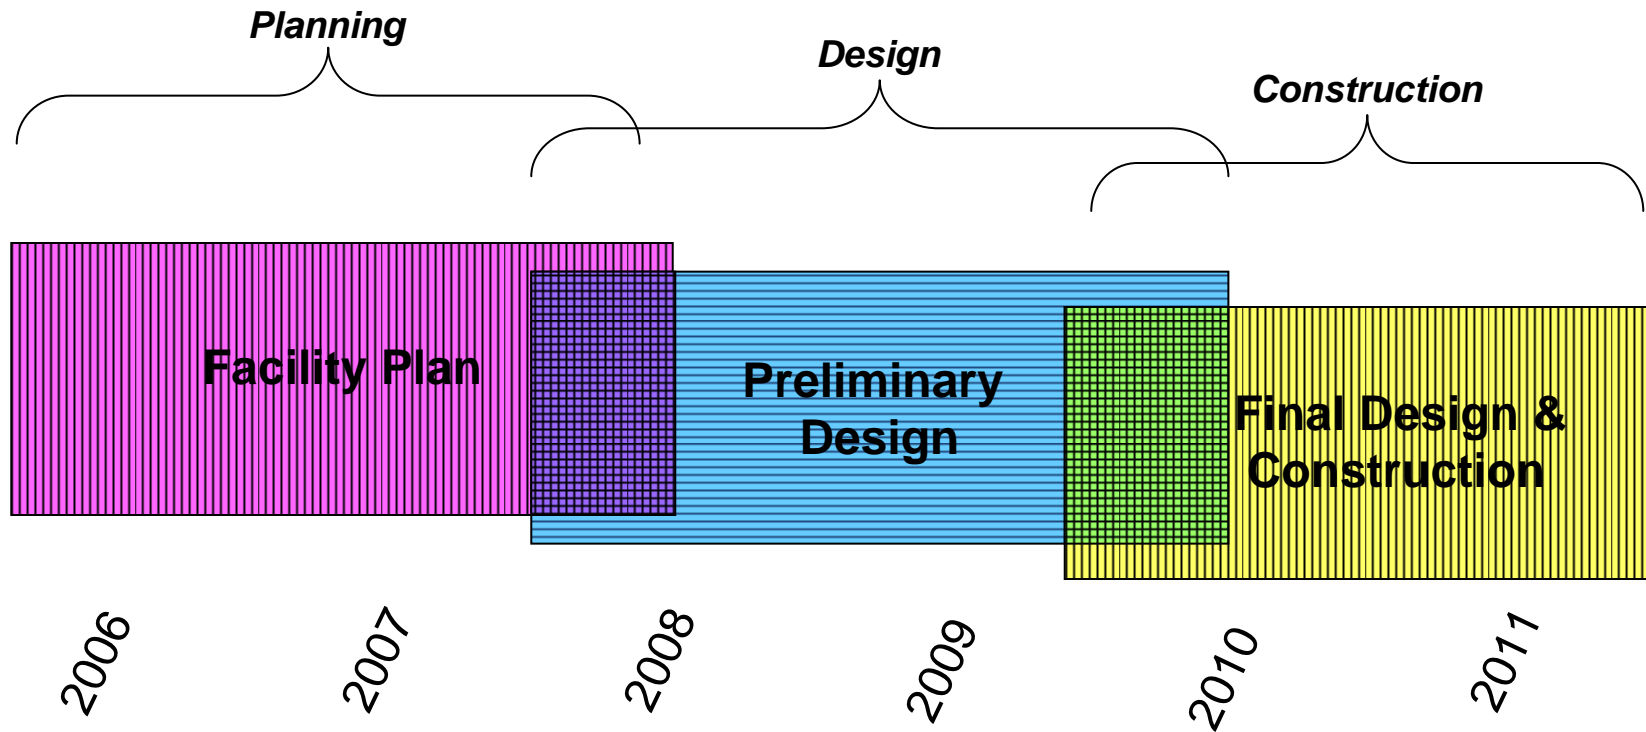 Planning
Design
Construction
Facility Plan
Preliminary
Design
Final Design &
Construction
2006
2007
2008
2009
2010
2011